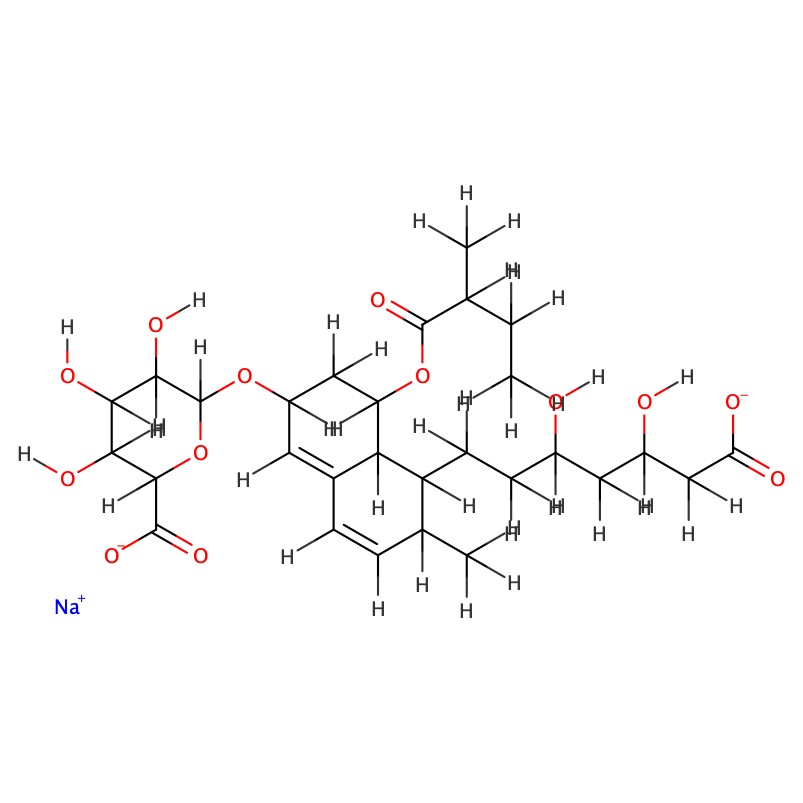 H
H H
H H
H O H
H O H
H H
O O O H H
H H O H O O⁻
H H H H H H
H O
O H O
H H H H H H H H
H H H H
O⁻ O H
H H
Na⁺ H H